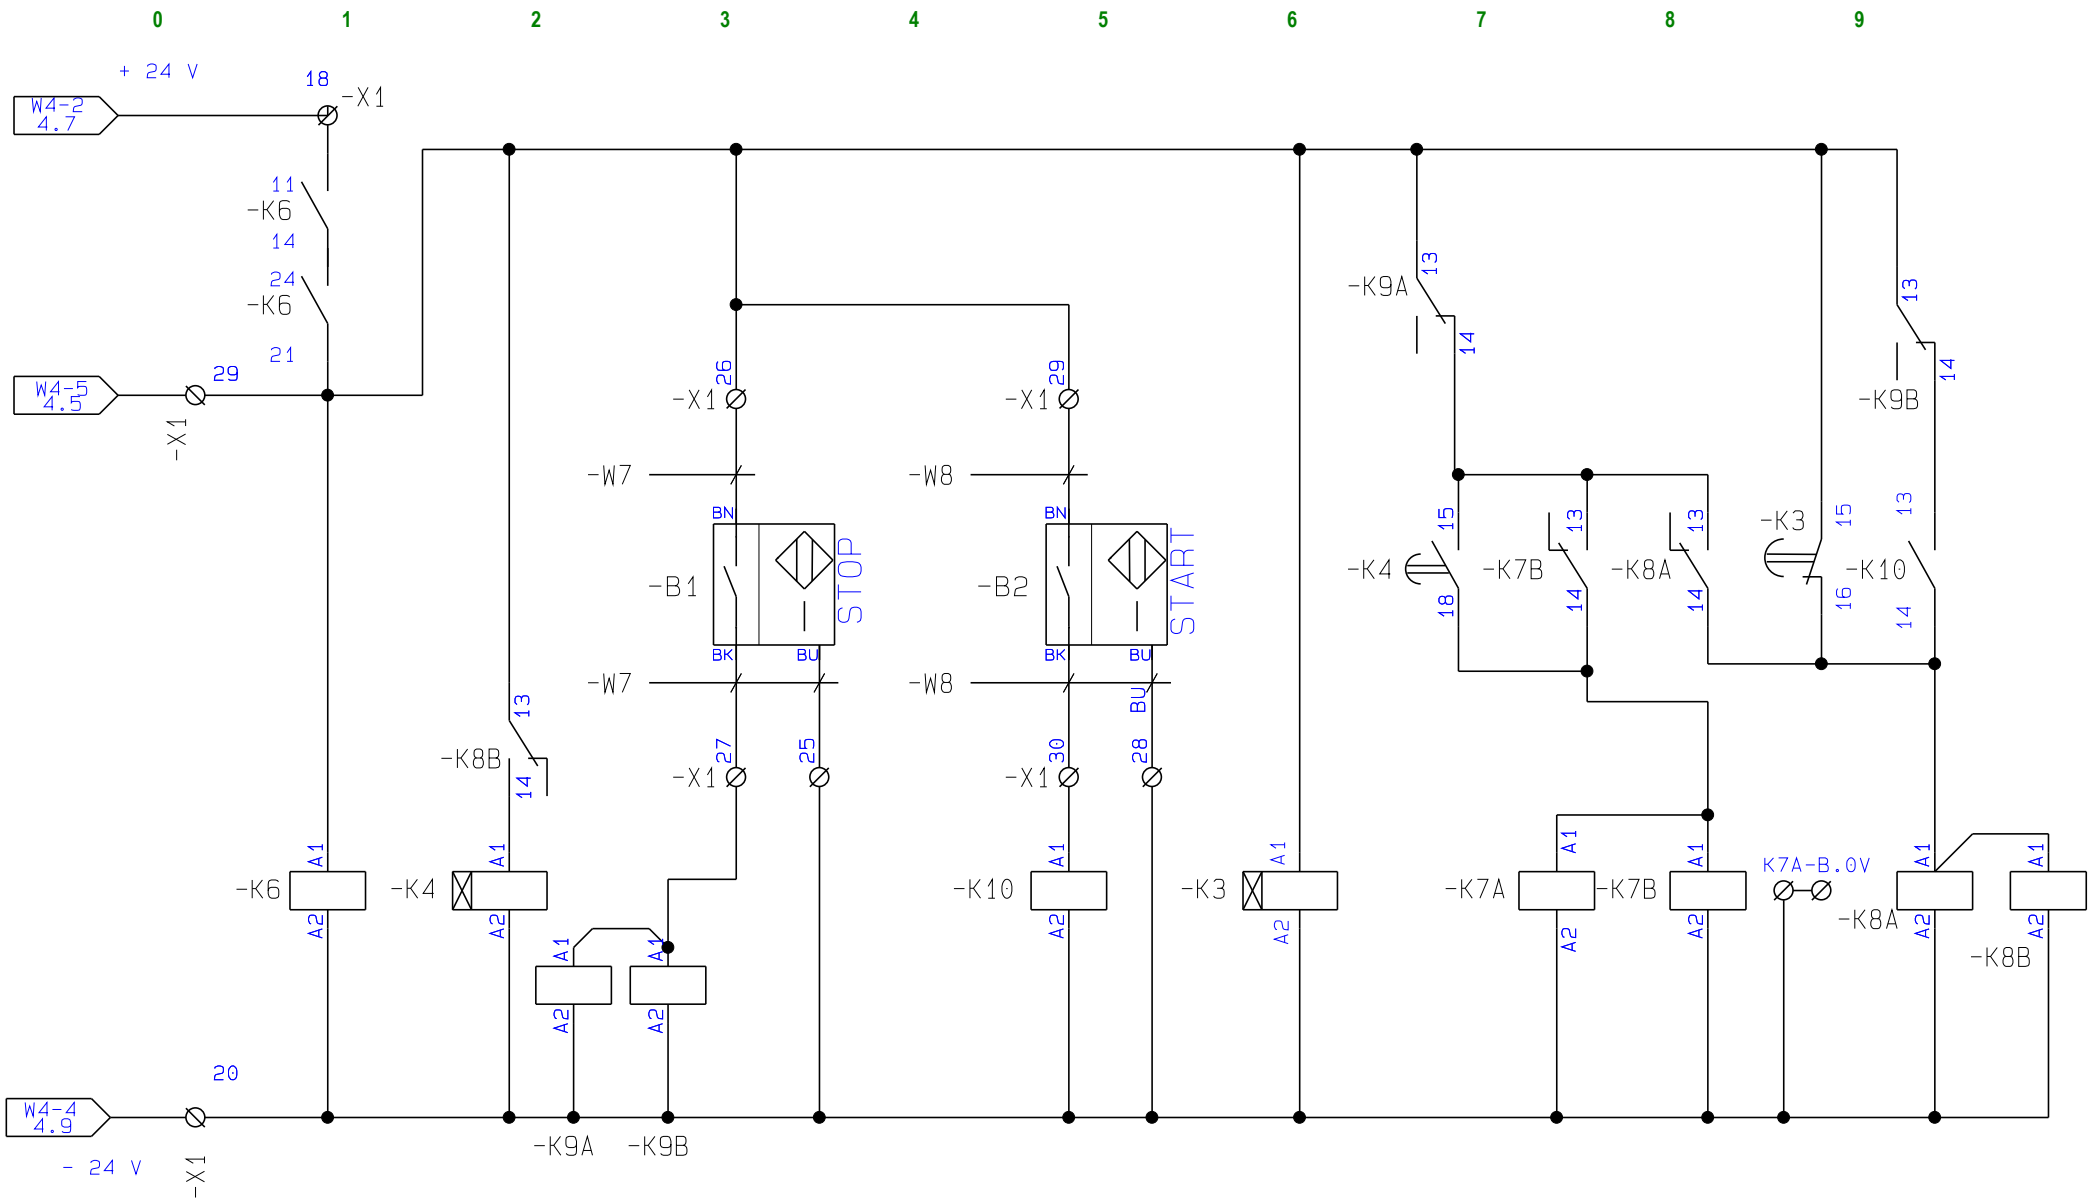 0 1 2 3 4 5 6 7 8 9
+ 24 V
18
-X1
W4-2
4.7
11
-K6
14
24
-K6
21
13
-K9A
14
13
14
-K9B
W4-5
4.5
29
-X1
26
-X1
29
-X1
-W7
-W8
BN
BN
-B1
STOP
-B2
START
BK
BU
BK
BU
-W7
-W8
BU
15
-K4
18
13
-K7B
14
13
-K8A
14
15
-K3
16
13
-K10
14
13
-K8B
14
27
-X1
25
30
-X1
28
A1
-K6
A2
A1
-K4
A2
A1
A2
A1
A2
A1
-K10
A2
A1
-K3
A2
A1
-K7A
A2
A1
-K7B
A2
K7A-B.0V
A1
-K8A
A2
A1
A2
-K8B
20
W4-4
4.9
-X1
- 24 V
-K9A
-K9B